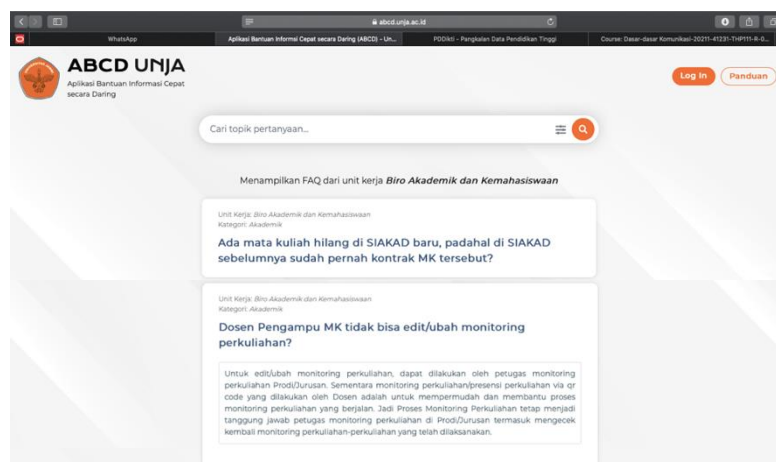 abcd.unja.ac.id
WhatsApp
Aplikasi Bantuan Informasi Cepat secara Daring (ABCD) - Un...
PDDikti - Pangkalan Data Pendidikan Tinggi
Course: Dasar-dasar Komunikasi-20211-41231-THP111-R-0...
ABCD UNJA
Aplikasi Bantuan Informasi Cepat
secara Daring
Log In
Panduan
Cari topik pertanyaan...
Menampilkan FAQ dari unit kerja Biro Akademik dan Kemahasiswaan
Unit Kerja: Biro Akademik dan Kemahasiswaan
Kategori: Akademik
Ada mata kuliah hilang di SIAKAD baru, padahal di SIAKAD
sebelumnya sudah pernah kontrak MK tersebut?
Unit Kerja: Biro Akademik dan Kemahasiswaan
Kategori: Akademik
Dosen Pengampu MK tidak bisa edit/ubah monitoring
perkuliahan?
Untuk edit/ubah monitoring perkuliahan, dapat dilakukan oleh petugas monitoring
perkuliahan Prodi/Jurusan. Sementara monitoring perkuliahan/presensi perkuliahan via qr
code yang dilakukan oleh Dosen adalah untuk mempermudah dan membantu proses
monitoring perkuliahan yang berjalan. Jadi Proses Monitoring Perkuliahan tetap menjadi
tanggung jawab petugas monitoring perkuliahan di Prodi/Jurusan termasuk mengecek
kembali monitoring perkuliahan-perkuliahan yang telah dilaksanakan.